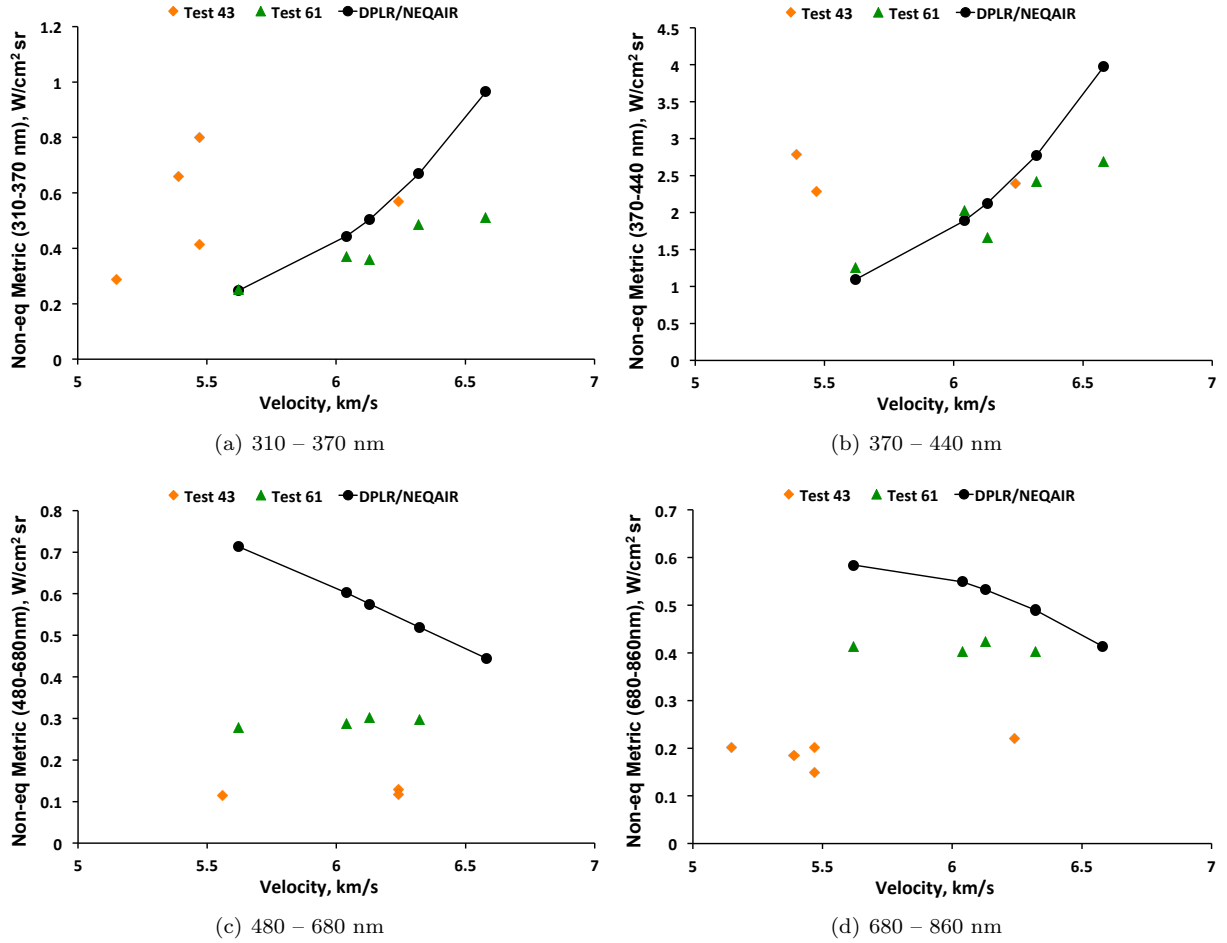 Test 43 Test 61 DPLR/NEQAIR
Non-eq Metric (310-370 nm), W/cm² sr
1.2
1
0.8
0.6
0.4
0.2
0
5 5.5 6 6.5 7
Velocity, km/s
(a) 310 – 370 nm
Test 43 Test 61 DPLR/NEQAIR
Non-eq Metric (370-440 nm), W/cm² sr
4.5
4
3.5
3
2.5
2
1.5
1
0.5
0
5 5.5 6 6.5 7
Velocity, km/s
(b) 370 – 440 nm
Test 43 Test 61 DPLR/NEQAIR
Non-eq Metric (480-680nm), W/cm² sr
0.8
0.7
0.6
0.5
0.4
0.3
0.2
0.1
0
5 5.5 6 6.5 7
Velocity, km/s
(c) 480 – 680 nm
Test 43 Test 61 DPLR/NEQAIR
Non-eq Metric (680-860nm), W/cm² sr
0.7
0.6
0.5
0.4
0.3
0.2
0.1
0
5 5.5 6 6.5 7
Velocity, km/s
(d) 680 – 860 nm